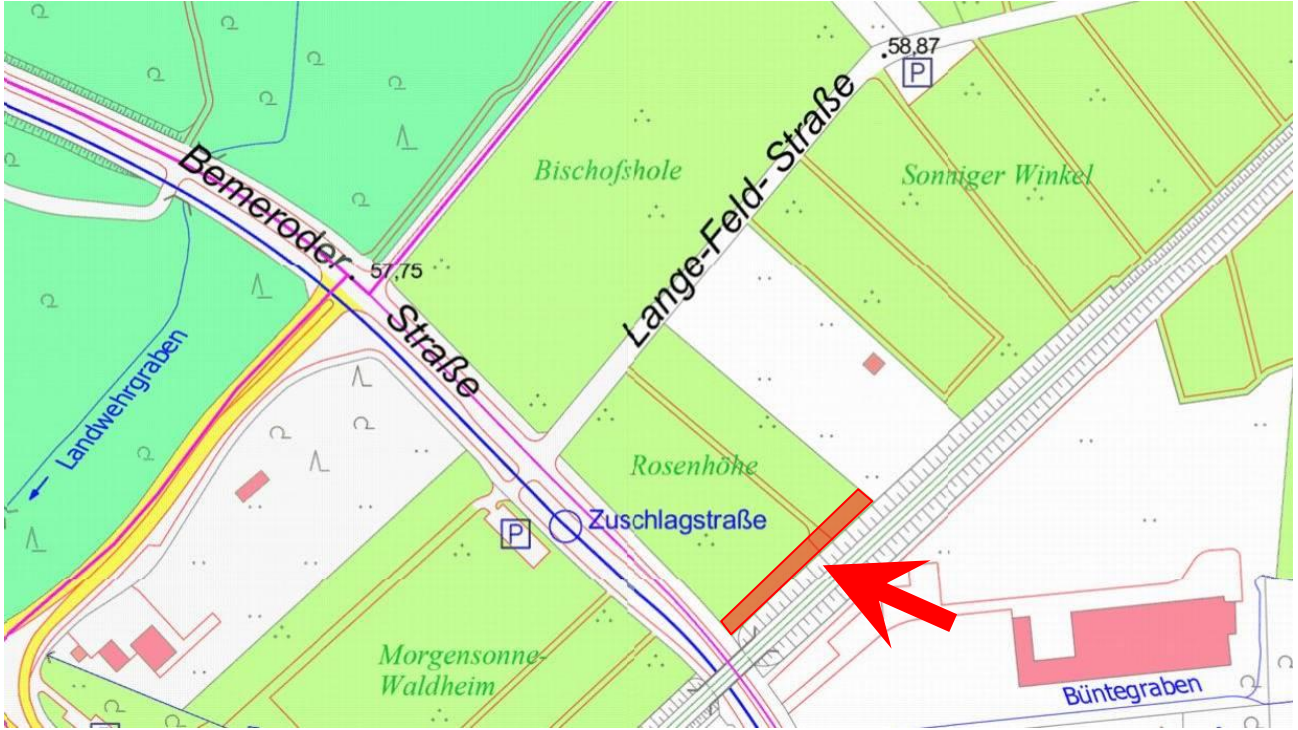 58,87
P
Bemeroder
Straße
57,75
Bischofshole
Lange-Feld-Straße
Sonniger Winkel
Landwehrgraben
Rosenhöhe
Zuschlagstraße
P
Morgensonne-
Waldheim
Büntegraben